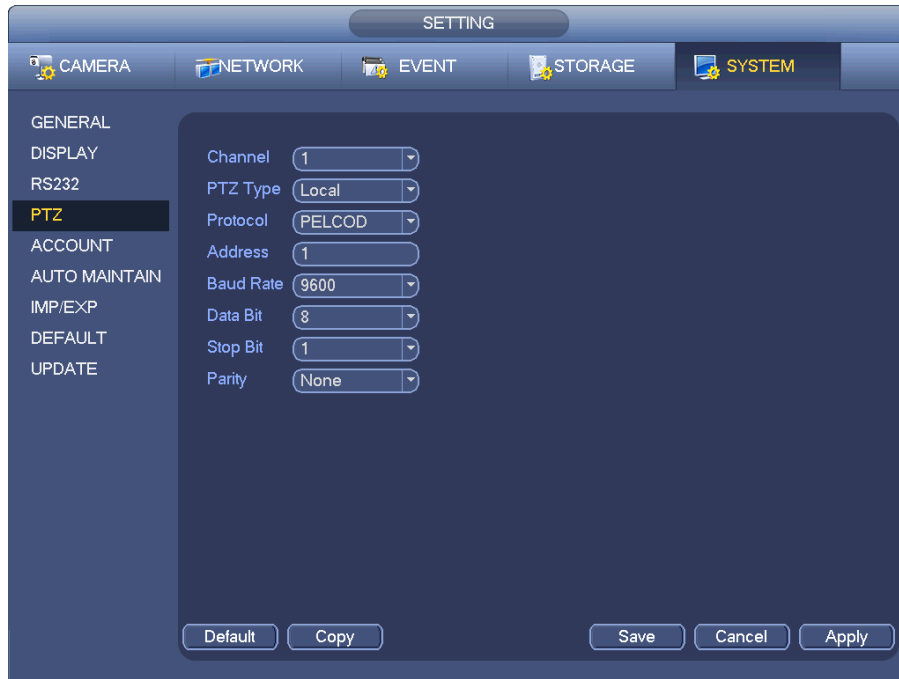 SETTING
CAMERA NETWORK EVENT STORAGE SYSTEM
GENERAL
DISPLAY
RS232
PTZ
ACCOUNT
AUTO MAINTAIN
IMP/EXP
DEFAULT
UPDATE
Channel 1
PTZ Type Local
Protocol PELCOD
Address 1
Baud Rate 9600
Data Bit 8
Stop Bit 1
Parity None
Default Copy Save Cancel Apply